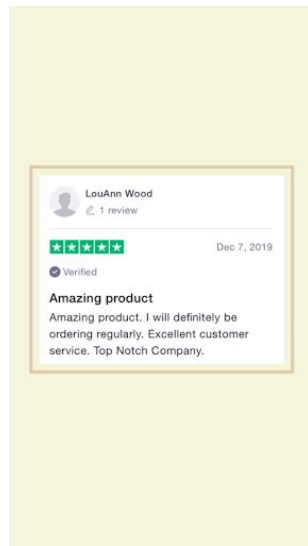 LouAnn Wood
1 review
Dec 7, 2019
Verified
Amazing product
Amazing product. I will definitely be
ordering regularly. Excellent customer
service. Top Notch Company.